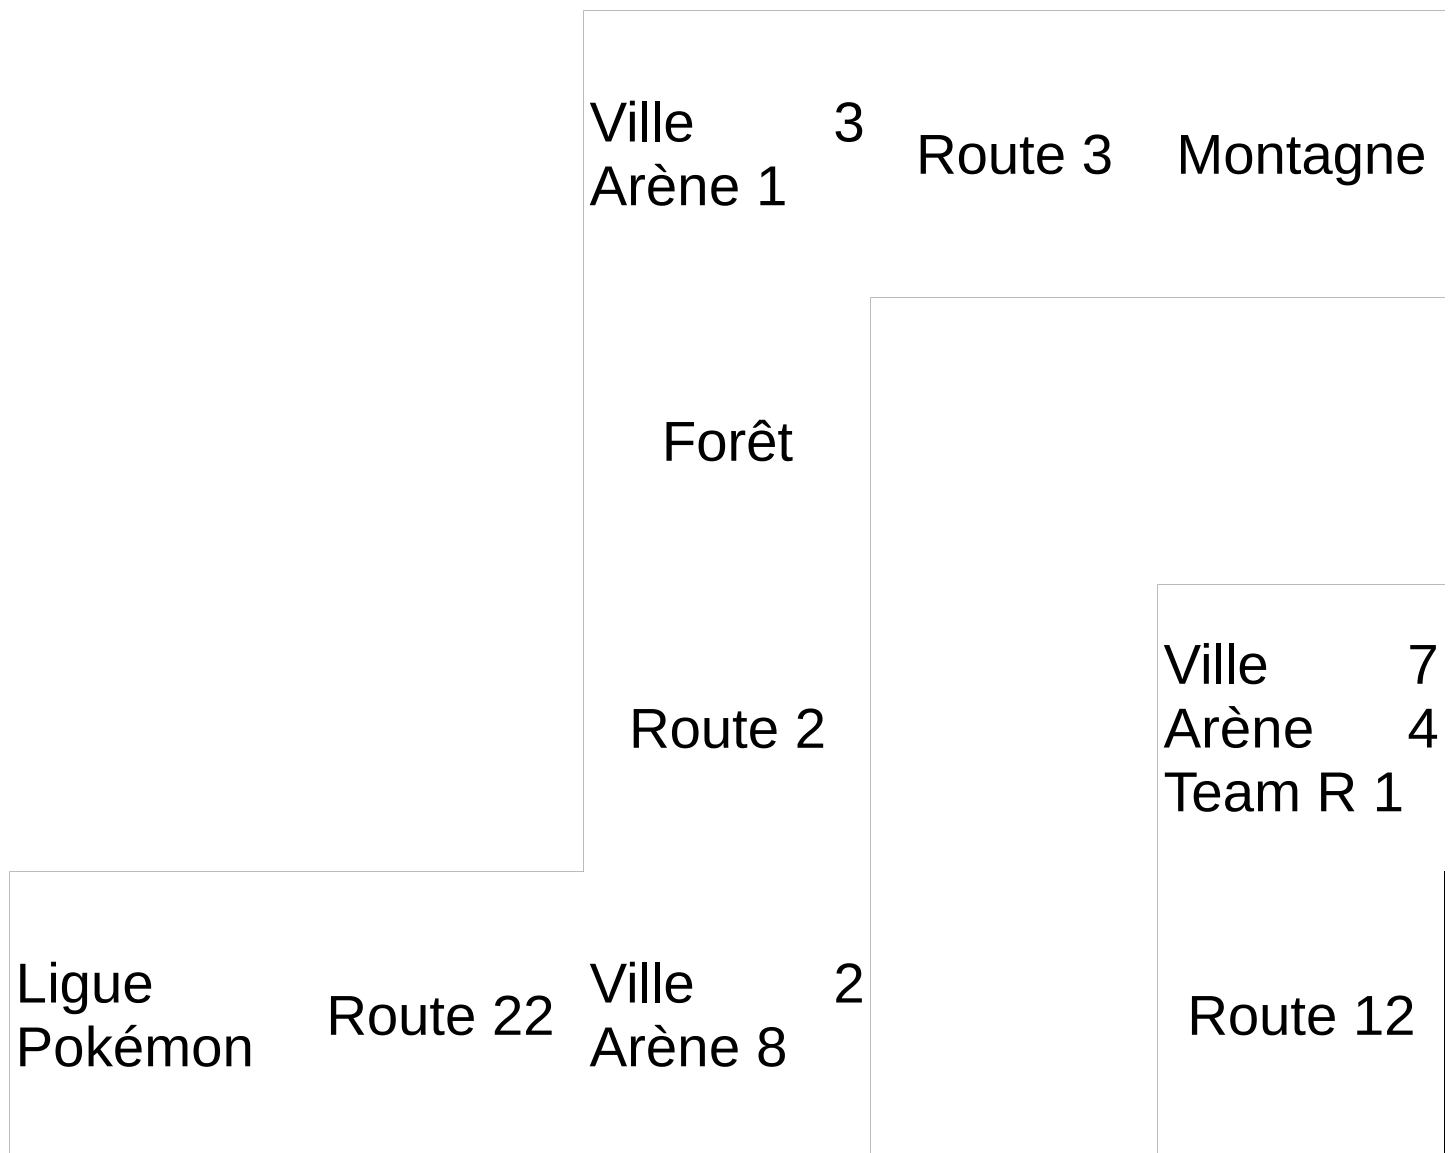 Ville 3
Arène 1
Route 3
Montagne
Forêt
Route 2
Ville 7
Arène 4
Team R 1
Ligue
Pokémon
Route 22
Ville 2
Arène 8
Route 12